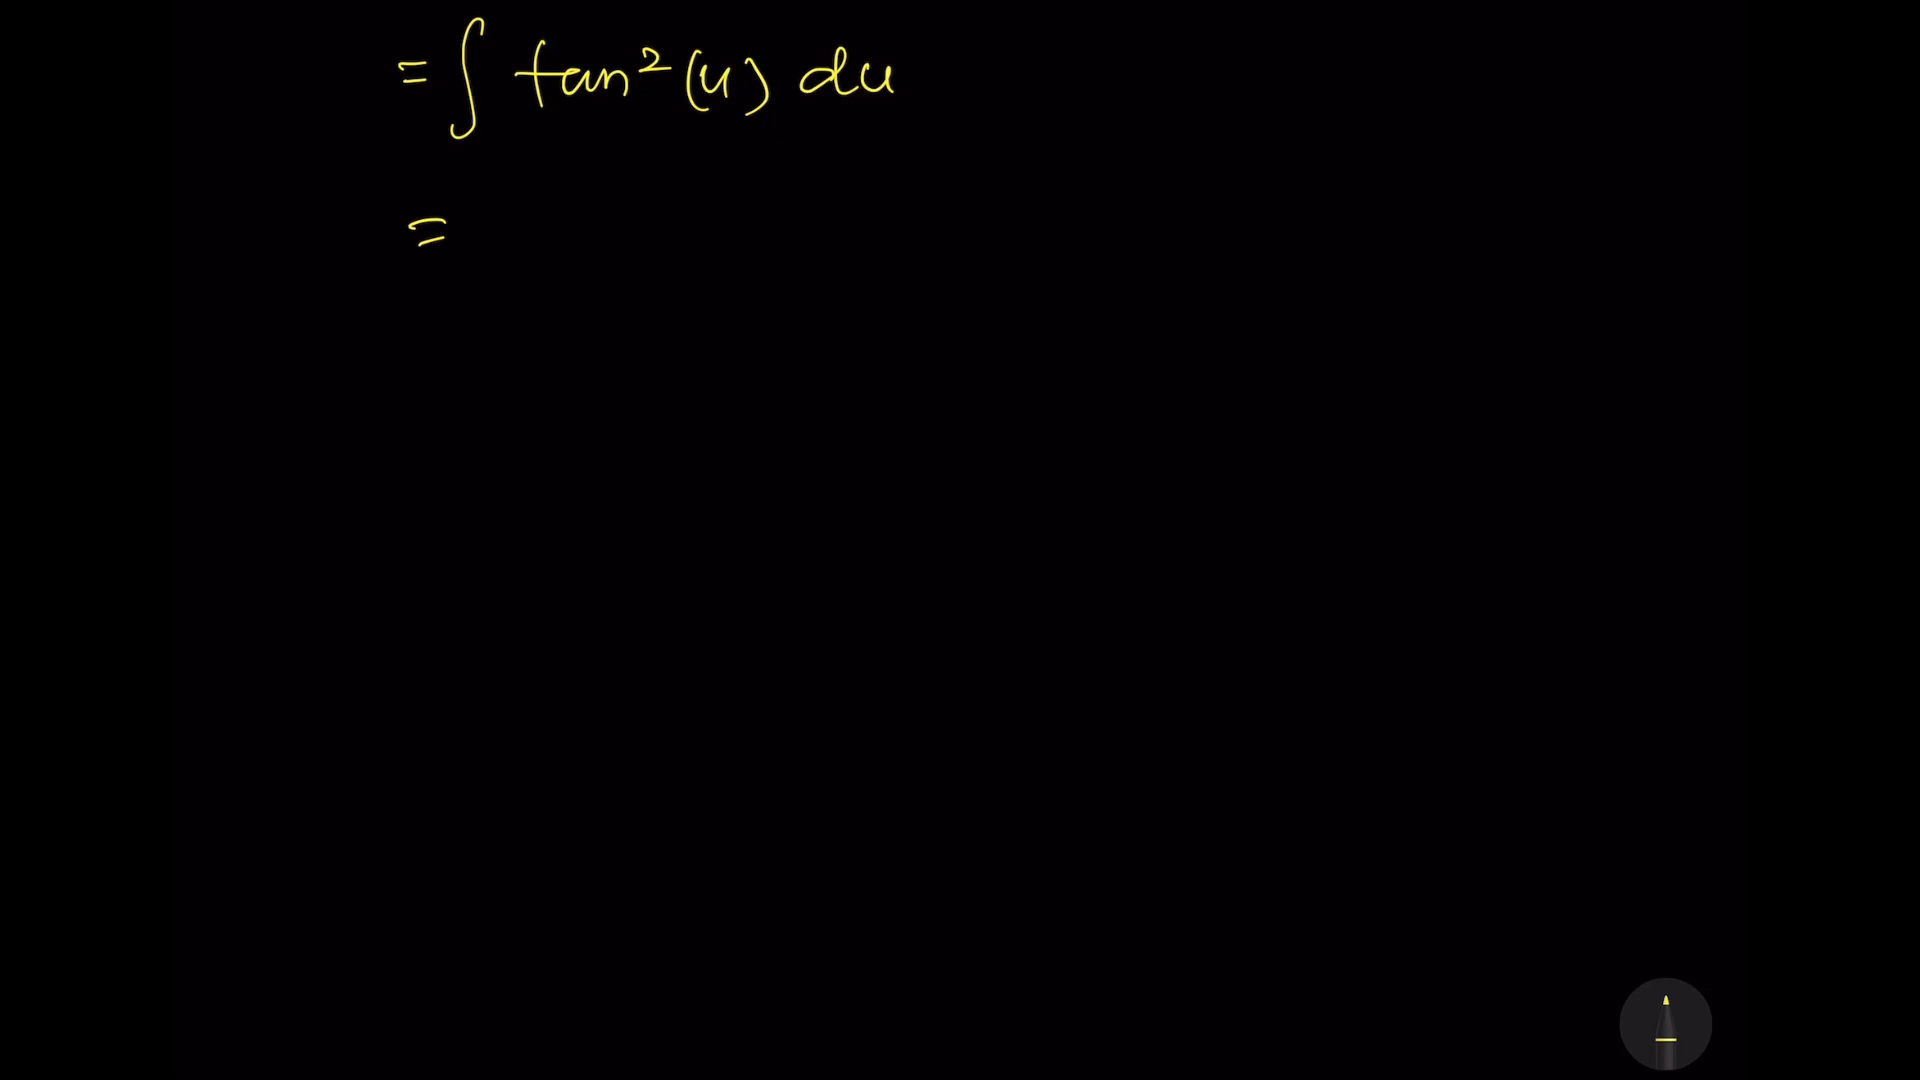 = ∫ tan²(u) du
=